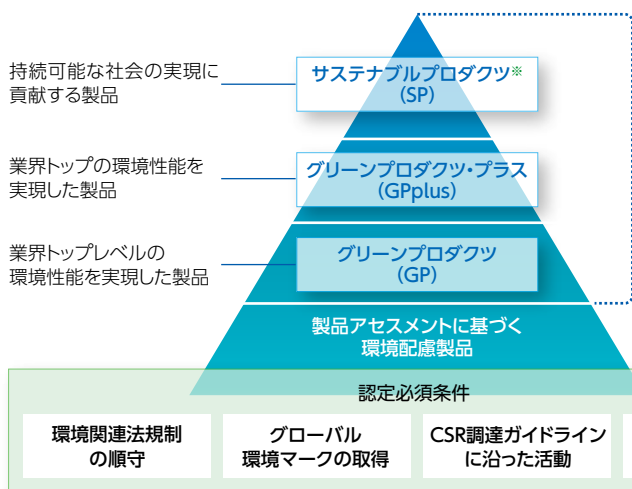 持続可能な社会の実現に
貢献する製品
サステナブルプロダクツ※
(SP)
業界トップの環境性能を
実現した製品
グリーンプロダクツ・プラス
(GPplus)
業界トップレベルの
環境性能を実現した製品
グリーンプロダクツ
(GP)
製品アセスメントに基づく
環境配慮製品
認定必須条件
環境関連法規制
の順守
グローバル
環境マークの取得
CSR調達ガイドライン
に沿った活動